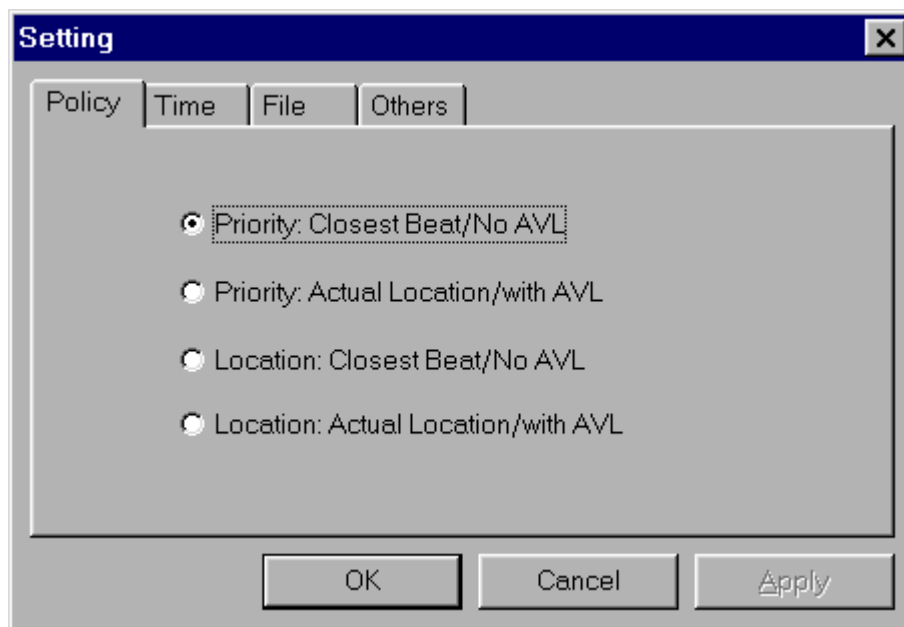 Setting
Policy Time File Others
Priority: Closest Beat/No AVL
Priority: Actual Location/with AVL
Location: Closest Beat/No AVL
Location: Actual Location/with AVL
OK Cancel Apply